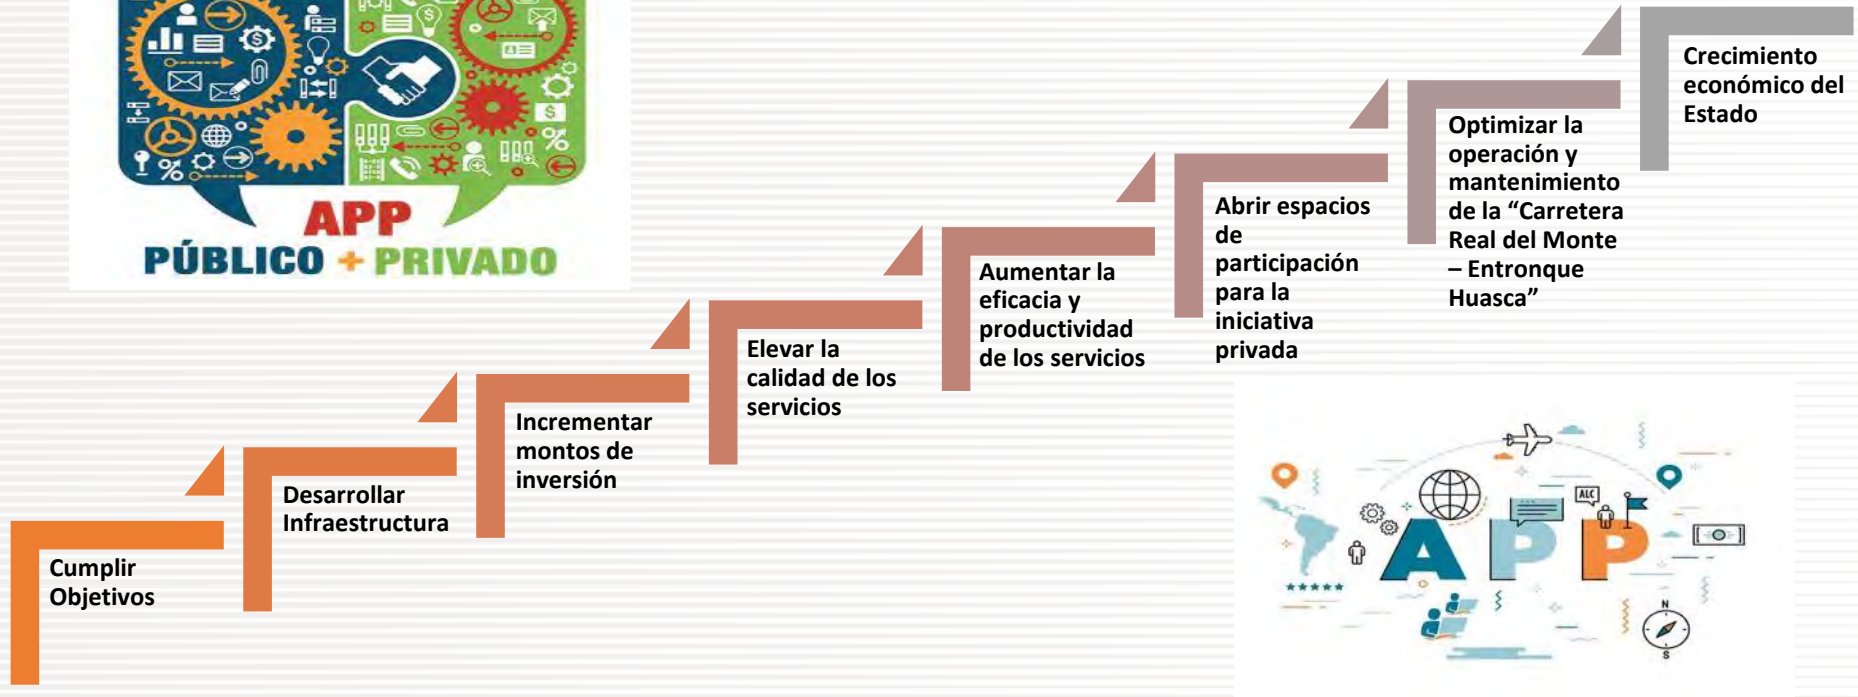 APP
PÚBLICO + PRIVADO
Cumplir
Objetivos
Desarrollar
Infraestructura
Incrementar
montos de
inversión
Elevar la
calidad de los
servicios
Aumentar la
eficacia y
productividad
de los servicios
Abrir espacios
de
participación
para la
iniciativa
privada
Optimizar la
operación y
mantenimiento
de la “Carretera
Real del Monte
– Entronque
Huasca”
Crecimiento
económico del
Estado
ALC
APP
N
S